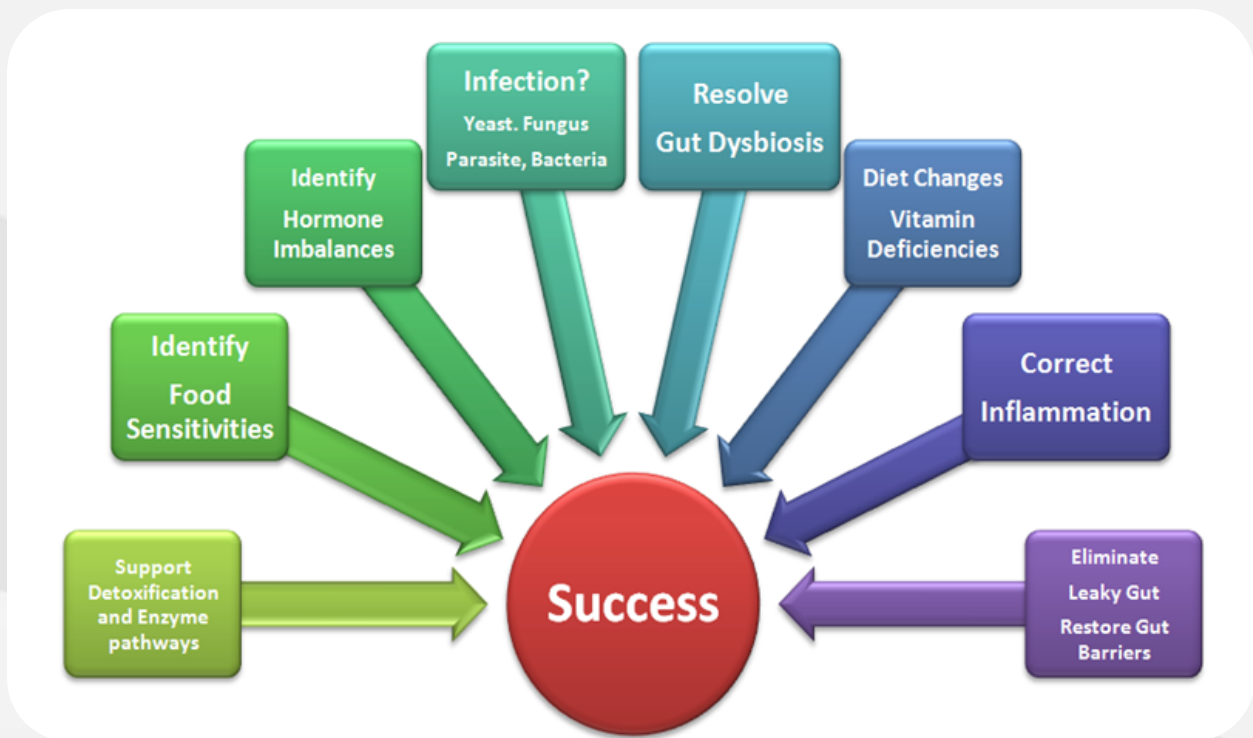 Support
Detoxification
and Enzyme
pathways
Identify
Food
Sensitivities
Identify
Hormone
Imbalances
Infection?
Yeast. Fungus
Parasite, Bacteria
Resolve
Gut Dysbiosis
Diet Changes
Vitamin
Deficiencies
Correct
Inflammation
Eliminate
Leaky Gut
Restore Gut
Barriers
Success